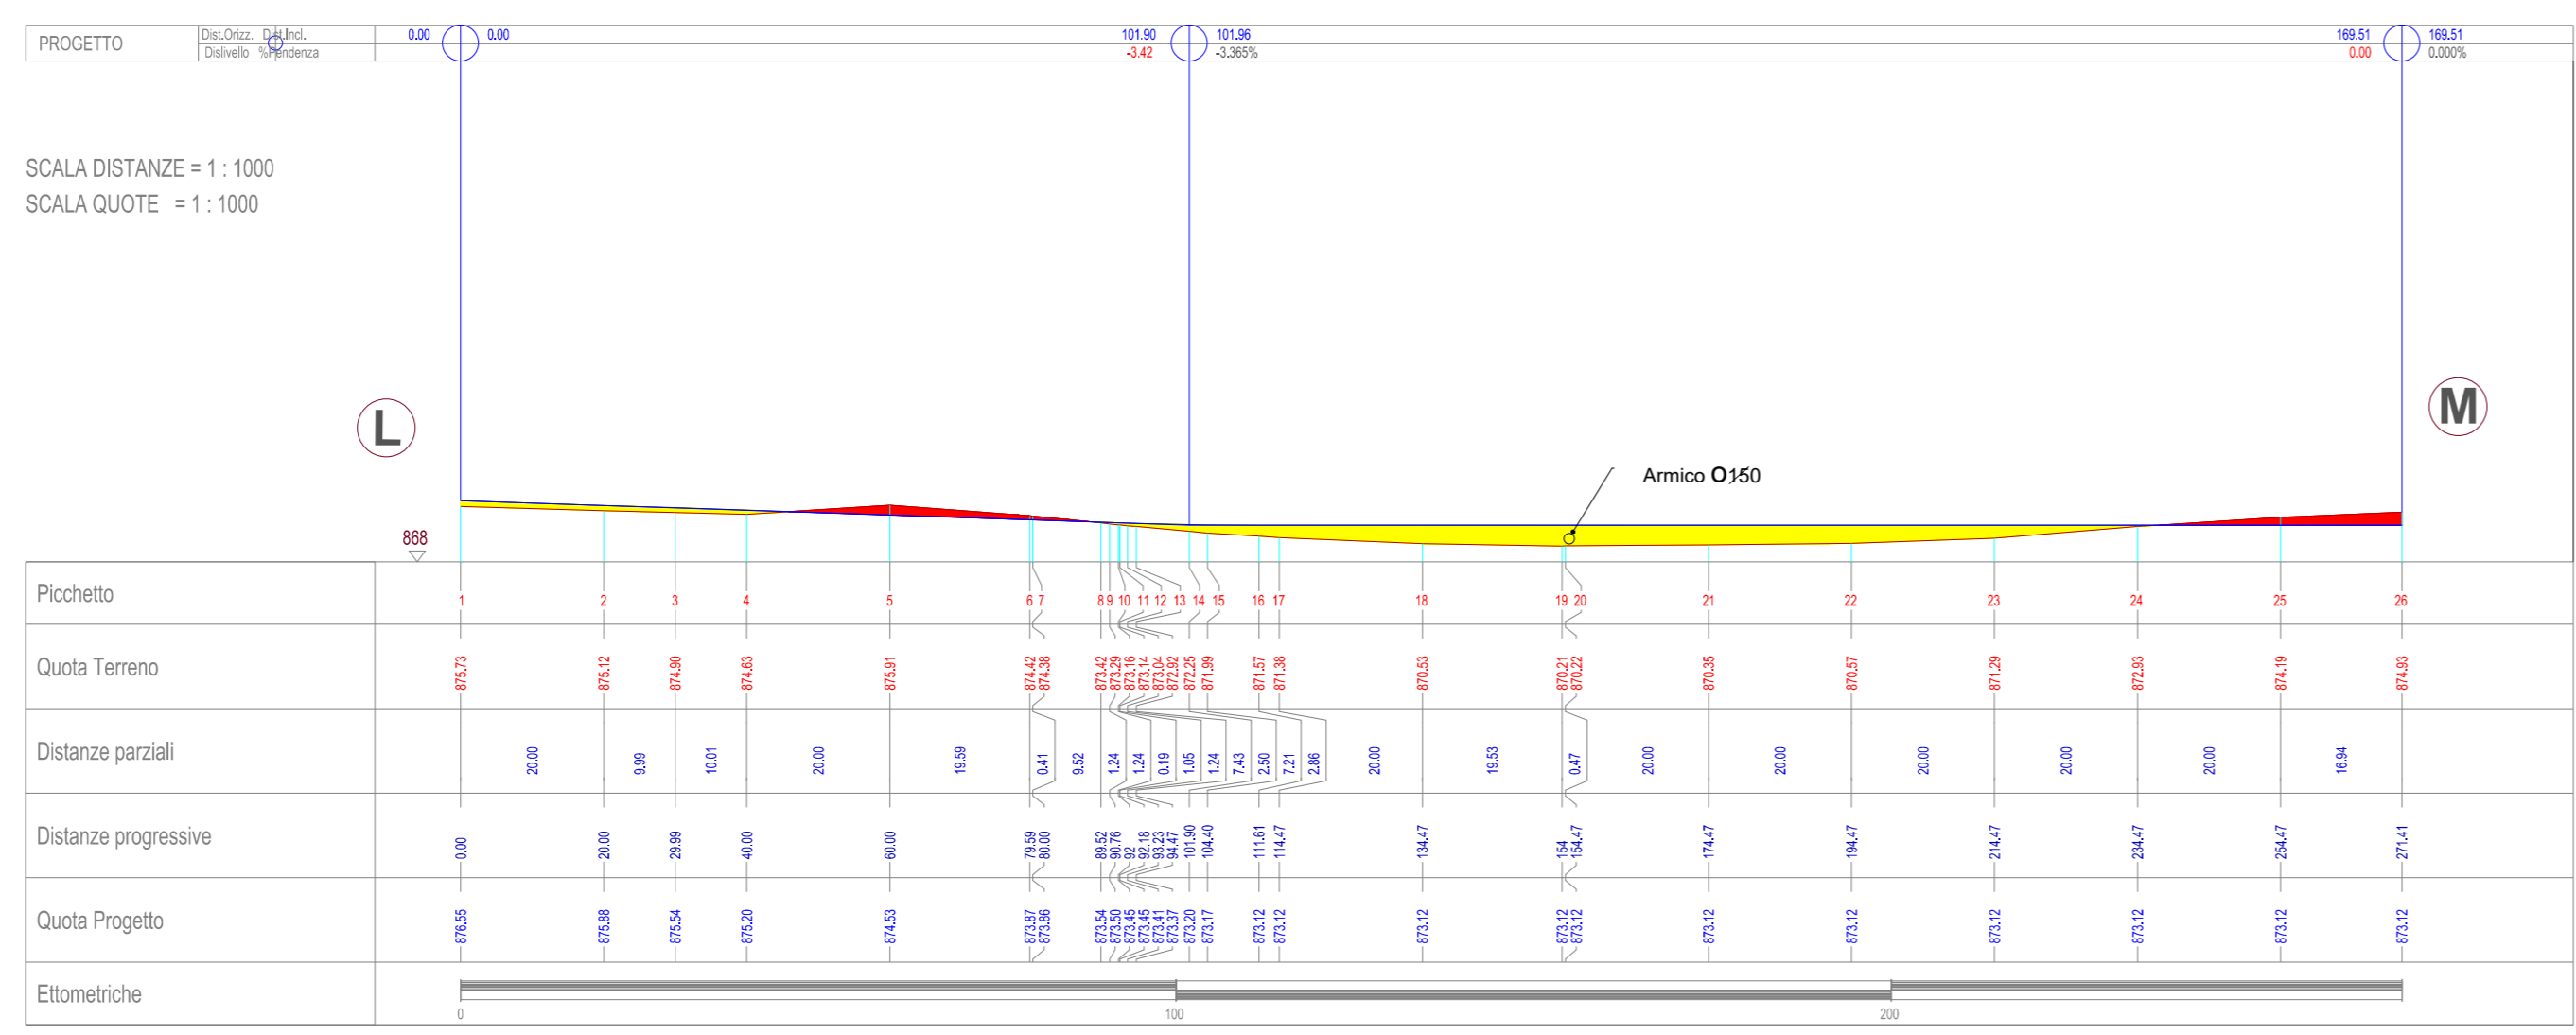 PROGETTO
Dist.Orizz. Dist.Incl.
Dislivello %Pendenza
0.00 0.00
101.90 101.96
-3.42 -3.365%
169.51 169.51
0.00 0.000%
SCALA DISTANZE = 1 : 1000
SCALA QUOTE = 1 : 1000
L
M
Armico O150
868
Picchetto 1 2 3 4 5 6 7 8 9 10 11 12 13 14 15 16 17 18 19 20 21 22 23 24 25 26
Quota Terreno 875.73 875.12 874.90 874.63 875.91 874.42 874.38 873.42 873.29 873.16 873.14 873.04 872.92 872.25 871.99 871.57 871.38 870.53 870.21 870.22 870.35 870.57 871.29 872.93 874.19 874.93
Distanze parziali 20.00 9.99 10.01 20.00 19.59 0.41 9.52 1.24 1.24 0.19 1.05 1.24 7.43 2.50 7.21 2.86 20.00 19.53 0.47 20.00 20.00 20.00 20.00 20.00 16.94
Distanze progressive 0.00 20.00 29.99 40.00 60.00 79.59 80.00 89.52 90.76 92 92.18 93.23 94.47 101.90 104.40 111.61 114.47 134.47 154 154.47 174.47 194.47 214.47 234.47 254.47 271.41
Quota Progetto 876.55 875.88 875.54 875.20 874.53 873.87 873.86 873.54 873.50 873.45 873.45 873.41 873.37 873.20 873.17 873.12 873.12 873.12 873.12 873.12 873.12 873.12 873.12 873.12 873.12 873.12
Ettometriche
0 100 200